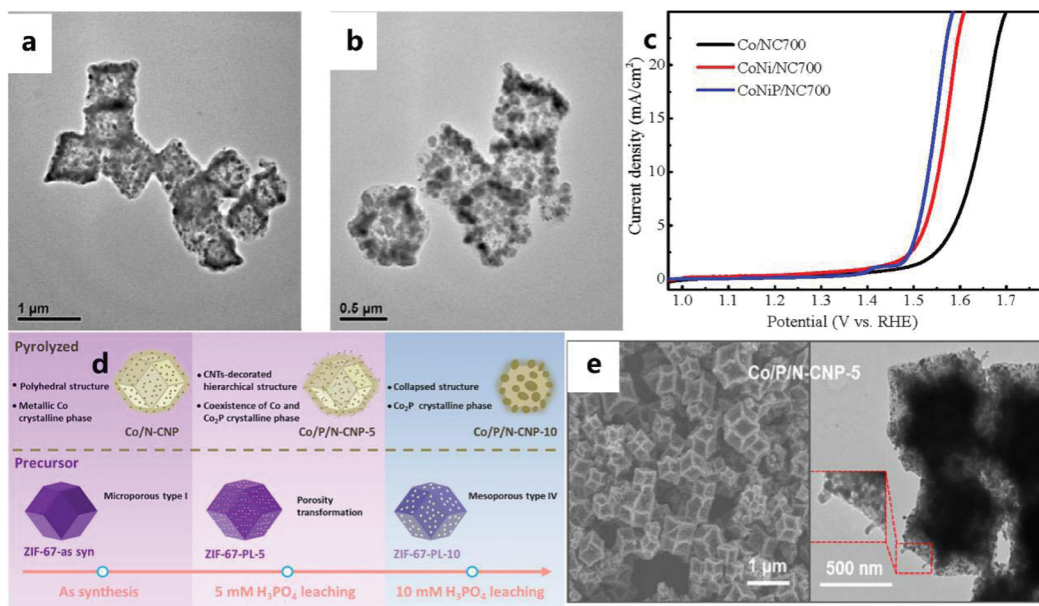 a
1 µm
b
0.5 µm
c
Co/NC700
CoNi/NC700
CoNiP/NC700
Current density (mA/cm²)
20
15
10
5
0
1.0 1.1 1.2 1.3 1.4 1.5 1.6 1.7
Potential (V vs. RHE)
d
Pyrolyzed
• Polyhedral structure
• Metallic Co
crystalline phase
Co/N-CNP
• CNTs-decorated
hierarchical structure
• Coexistence of Co and
Co₂P crystalline phase
Co/P/N-CNP-5
• Collapsed structure
• Co₂P crystalline phase
Co/P/N-CNP-10
Precursor
Microporous type I
ZIF-67-as syn
Porosity
transformation
ZIF-67-PL-5
Mesoporous type IV
ZIF-67-PL-10
As synthesis
5 mM H₃PO₄ leaching
10 mM H₃PO₄ leaching
e
Co/P/N-CNP-5
1 µm
500 nm